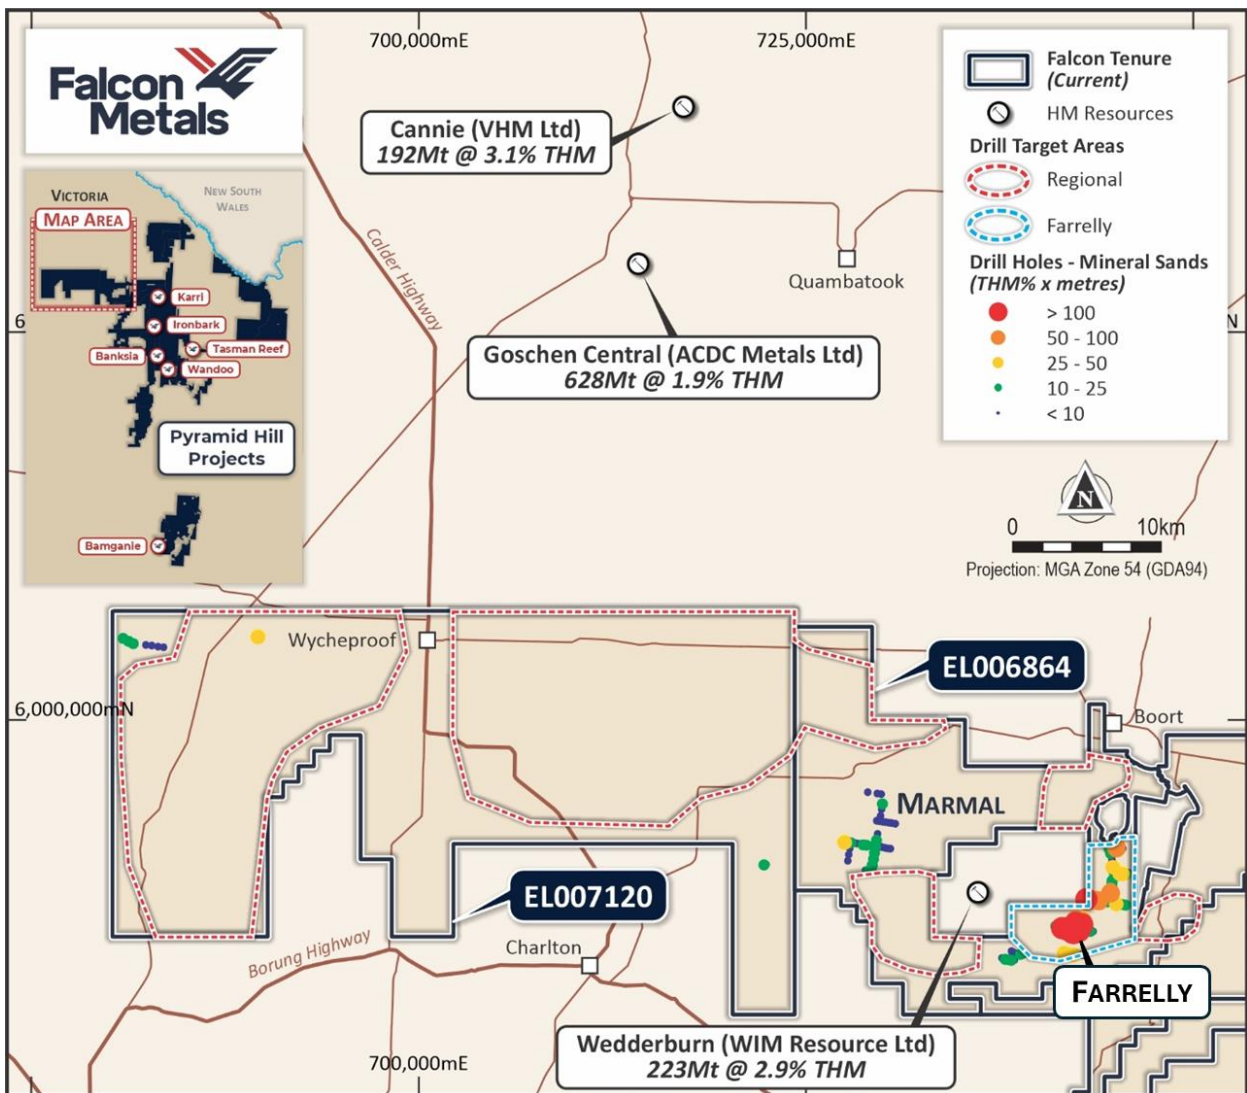 700,000mE
725,000mE
Falcon
Metals
Cannie (VHM Ltd)
192Mt @ 3.1% THM
Falcon Tenure
(Current)
HM Resources
Drill Target Areas
Regional
Farrelly
Drill Holes - Mineral Sands
(THM% x metres)
> 100
50 - 100
25 - 50
10 - 25
< 10
VICTORIA
NEW SOUTH
WALES
MAP AREA
Karri
Ironbark
Banksia
Tasman Reef
Wandoo
Pyramid Hill
Projects
Bamganie
Calder Highway
Quambatook
6
N
Goschen Central (ACDC Metals Ltd)
628Mt @ 1.9% THM
N
0
10km
Projection: MGA Zone 54 (GDA94)
Wycheproof
EL006864
6,000,000mN
Boort
MARMAL
EL007120
Borung Highway
Charlton
FARRELLY
Wedderburn (WIM Resource Ltd)
223Mt @ 2.9% THM
700,000mE